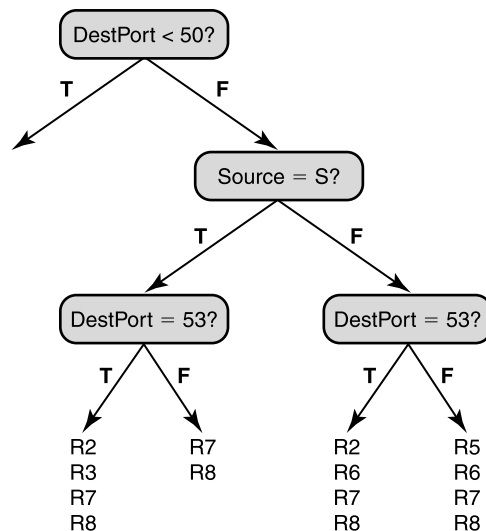 DestPort < 50?
T F
Source = S?
T F
DestPort = 53? DestPort = 53?
T F T F
R2 R7 R2 R5
R3 R8 R6 R6
R7 R7 R7
R8 R8 R8